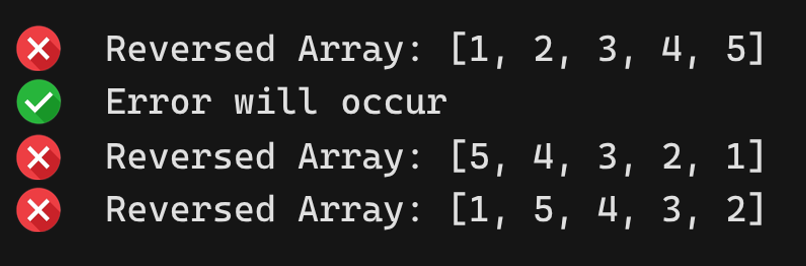 Reversed Array: [1, 2, 3, 4, 5]
Error will occur
Reversed Array: [5, 4, 3, 2, 1]
Reversed Array: [1, 5, 4, 3, 2]